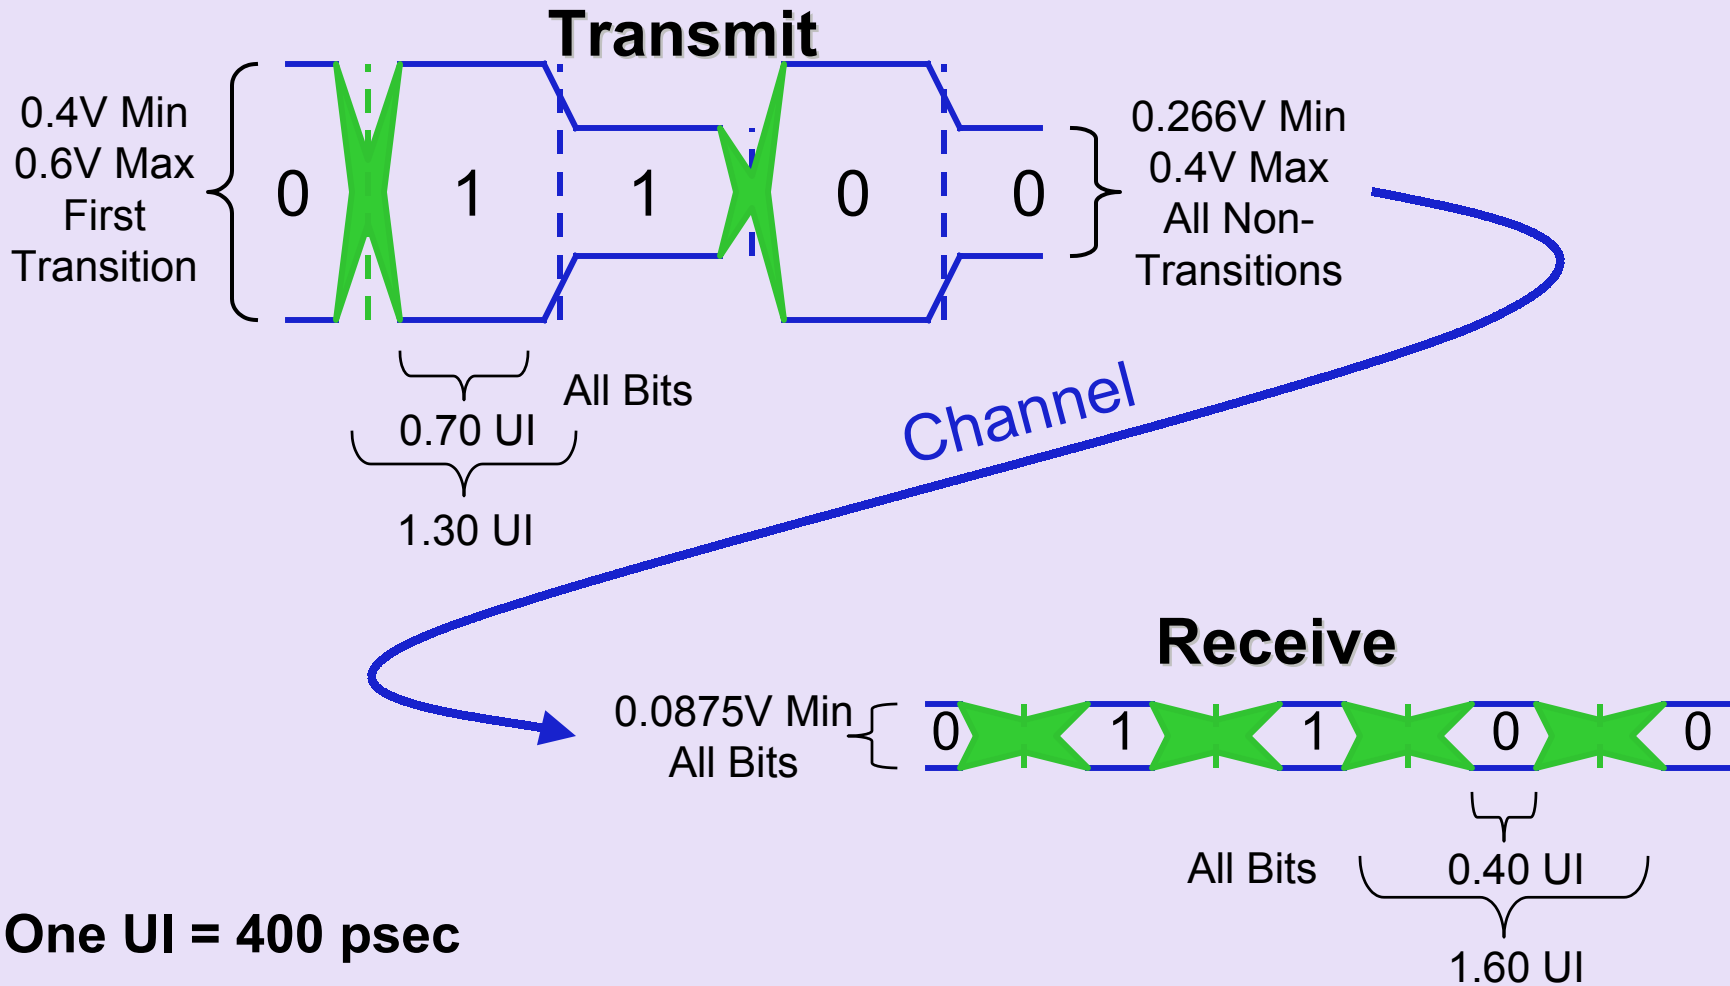 Transmit
0.4V Min
0.6V Max
First
Transition
0
1
1
0
0
0.266V Min
0.4V Max
All Non-
Transitions
All Bits
0.70 UI
1.30 UI
Channel
Receive
0.0875V Min
All Bits
0
1
1
0
0
All Bits
0.40 UI
1.60 UI
One UI = 400 psec